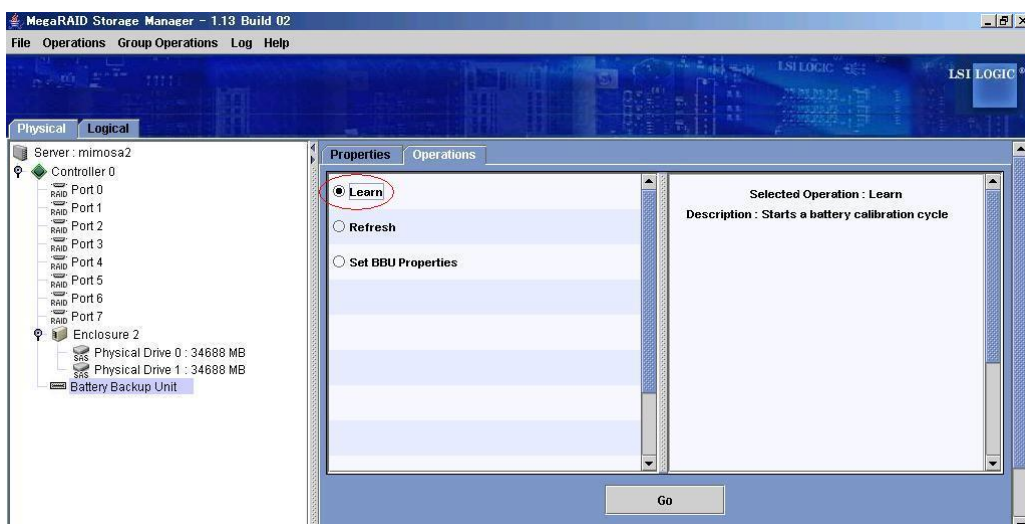 MegaRAID Storage Manager - 1.13 Build 02
File Operations Group Operations Log Help
LSI LOGIC
LSI LOGIC ®
Physical Logical
Server : mimosa2
Controller 0
RAID Port 0
RAID Port 1
RAID Port 2
RAID Port 3
RAID Port 4
RAID Port 5
RAID Port 6
RAID Port 7
Enclosure 2
SAS Physical Drive 0 : 34688 MB
SAS Physical Drive 1 : 34688 MB
Battery Backup Unit
Properties Operations
Learn
Refresh
Set BBU Properties
Selected Operation : Learn
Description : Starts a battery calibration cycle
Go